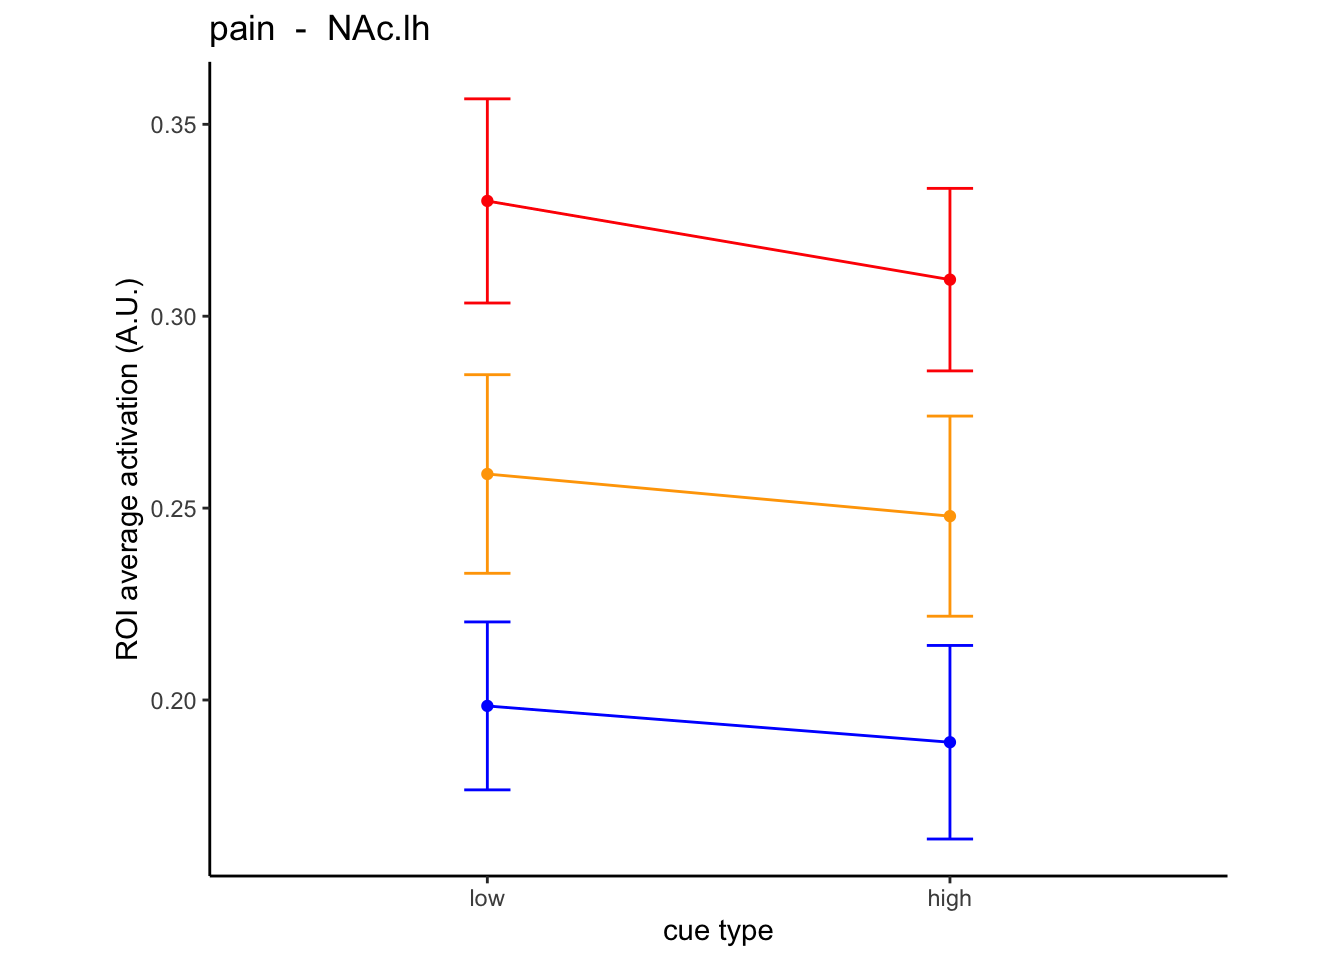 pain  -  NAc.lh
ROI average activation (A.U.)
0.35
0.30
0.25
0.20
low
high
cue type